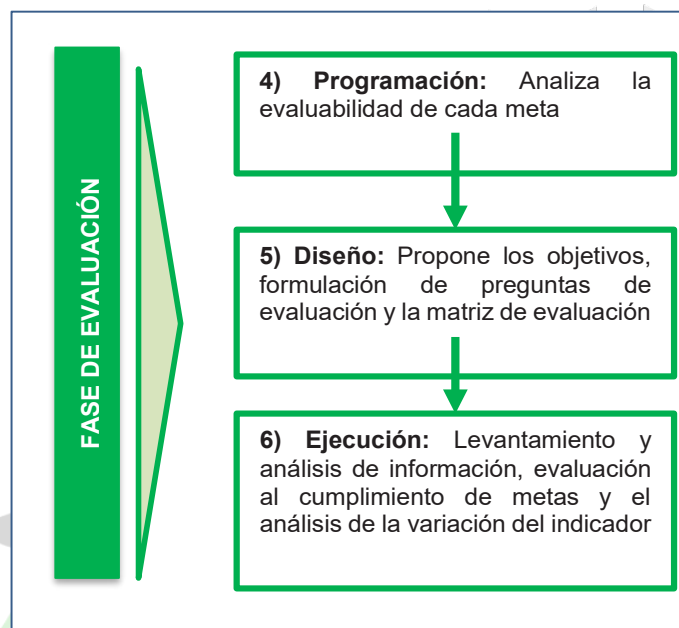 FASE DE EVALUACIÓN
4) Programación: Analiza la
evaluabilidad de cada meta
5) Diseño: Propone los objetivos,
formulación de preguntas de
evaluación y la matriz de evaluación
6) Ejecución: Levantamiento y
análisis de información, evaluación
al cumplimiento de metas y el
análisis de la variación del indicador